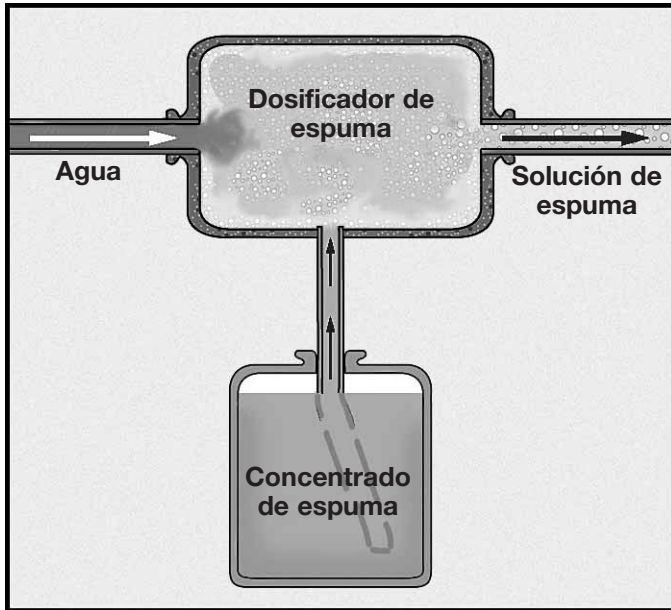 Dosificador de
espuma
Agua
Solución de
espuma
Concentrado
de espuma